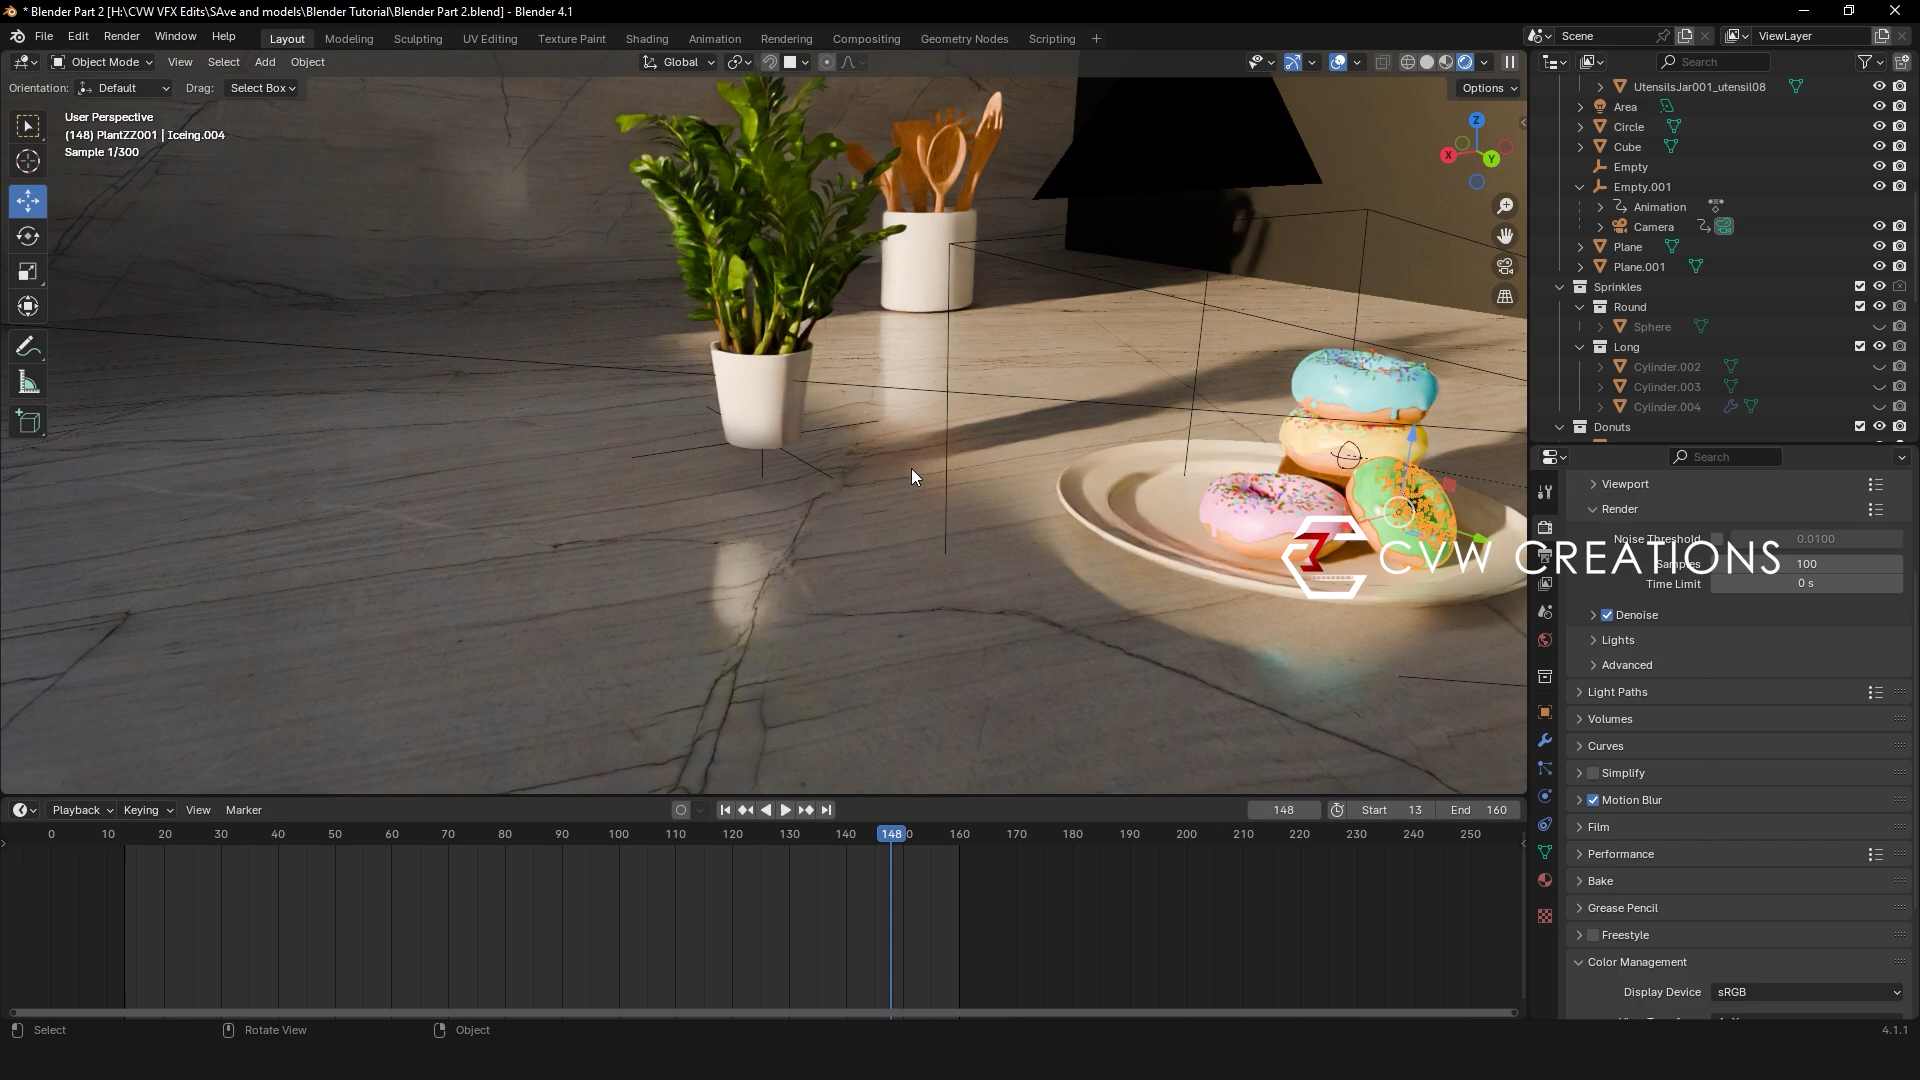 * Blender Part 2 [H:\CVW VFX Edits\SAve and models\Blender Tutorial\Blender Part 2.blend] - Blender 4.1
File Edit Render Window Help
Layout Modeling Sculpting UV Editing Texture Paint Shading Animation Rendering Compositing Geometry Nodes Scripting +
Scene
ViewLayer
Object Mode View Select Add Object
Global
Search
Orientation: Default Drag: Select Box
Options
User Perspective
(148) PlantZZ001 | Iceing.004
Sample 1/300
Z
X
Y
UtensilsJar001_utensil08
Area
Circle
Cube
Empty
Empty.001
Animation
Camera
Plane
Plane.001
Sprinkles
Round
Sphere
Long
Cylinder.002
Cylinder.003
Cylinder.004
Donuts
Search
Viewport
Render
Noise Threshold 0.0100
CVW CREATIONS
Samples 100
Time Limit 0 s
Denoise
Lights
Advanced
Light Paths
Volumes
Curves
Simplify
Motion Blur
Film
Performance
Bake
Grease Pencil
Freestyle
Color Management
Display Device sRGB
Playback Keying View Marker
148 Start 13 End 160
0 10 20 30 40 50 60 70 80 90 100 110 120 130 140 148 0 160 170 180 190 200 210 220 230 240 250
Select Rotate View Object
4.1.1